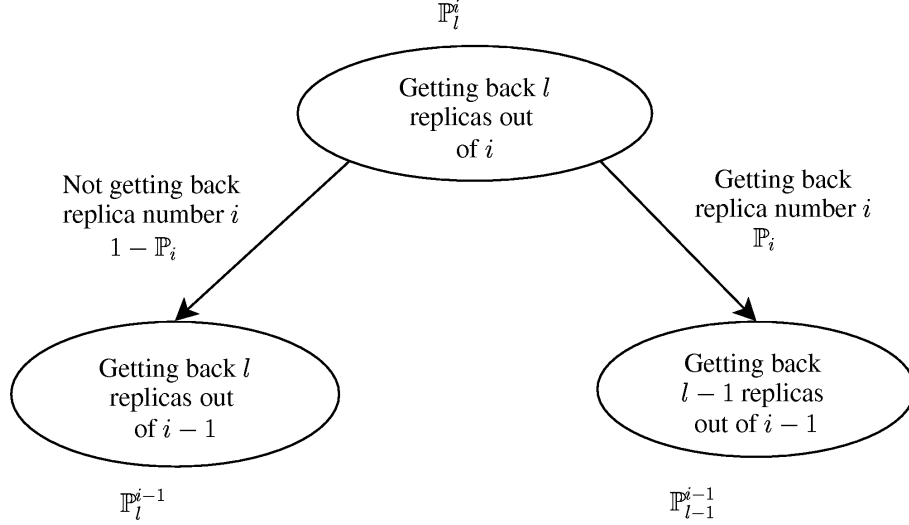 ℙ_l^i
Getting back l
replicas out
of i
Not getting back
replica number i
1 − ℙ_i
Getting back
replica number i
ℙ_i
Getting back l
replicas out
of i − 1
Getting back
l − 1 replicas
out of i − 1
ℙ_l^{i−1}
ℙ_{l−1}^{i−1}